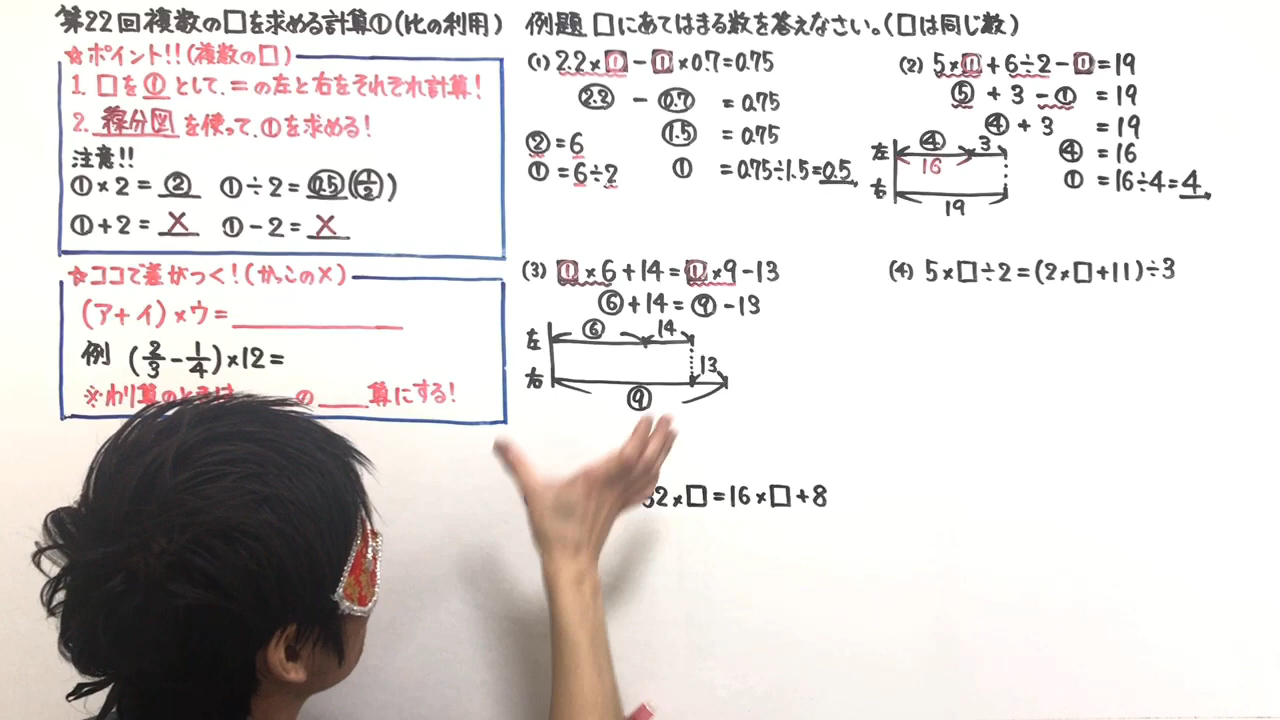 第22回 複数の□を求める計算①(比の利用)
☆ポイント!!(複数の□)
1. □を①として、=の左と右をそれぞれ計算!
2. 線分図を使って、①を求める!
注意!!
①×2=② ①÷2=0.5(1/2)
①+2=× ①-2=×
☆ココで差がつく!(かっこの×)
(ア+イ)×ウ=
例 (2/3-1/4)×12=
※わり算のときは の 算にする!
例題 □にあてはまる数を答えなさい。(□は同じ数)
(1) 2.2×①-①×0.7=0.75
2.2 - 0.7 = 0.75
1.5 = 0.75
① = 0.75÷1.5=0.5
②=6
①=6÷2
(2) 5×①+6÷2-①=19
⑤+3-①=19
④+3 =19
④ =16
① =16÷4=4
左 ④ 3
16
右
19
(3) ①×6+14=①×9-13
⑥+14=⑨-13
左 ⑥ 14
右 13
⑨
(4) 5×□÷2=(2×□+11)÷3
32×□=16×□+8